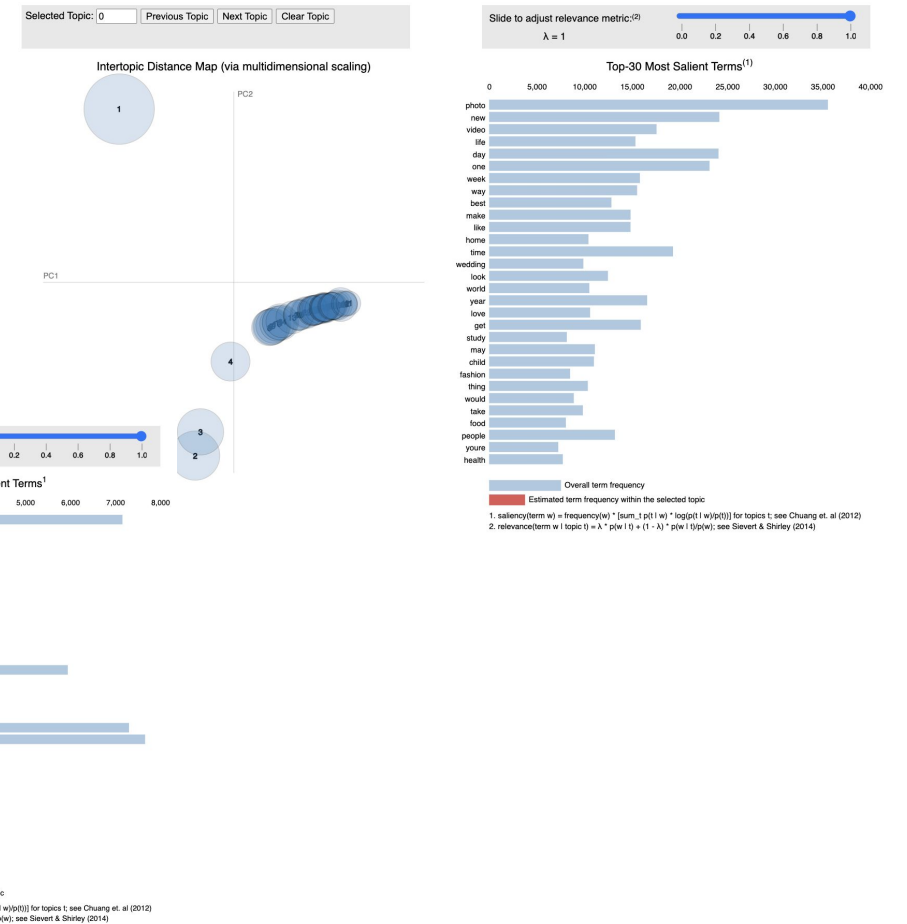 Selected Topic: 0 Previous Topic Next Topic Clear Topic
Slide to adjust relevance metric:(2)
λ = 1
0.0 0.2 0.4 0.6 0.8 1.0
Intertopic Distance Map (via multidimensional scaling)
PC2
PC1
1
4
3
2
Top-30 Most Salient Terms(1)
0 5,000 10,000 15,000 20,000 25,000 30,000 35,000 40,000
photo
new
video
life
day
one
week
way
best
make
like
home
time
wedding
look
world
year
love
get
study
may
child
fashion
thing
would
take
food
people
youre
health
Overall term frequency
Estimated term frequency within the selected topic
1. saliency(term w) = frequency(w) * [sum_t p(t | w) * log(p(t | w)/p(t))] for topics t; see Chuang et. al (2012)
2. relevance(term w | topic t) = λ * p(w | t) + (1 - λ) * p(w | t)/p(w); see Sievert & Shirley (2014)
0.2 0.4 0.6 0.8 1.0
nt Terms1
5,000 6,000 7,000 8,000
c
| w)/p(t))] for topics t; see Chuang et. al (2012)
p(w); see Sievert & Shirley (2014)